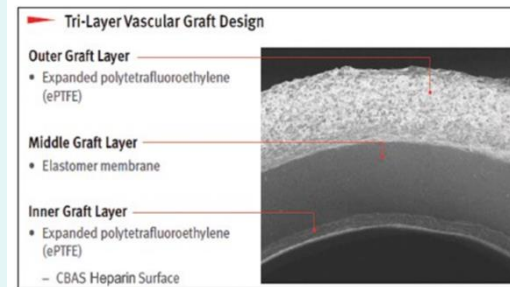 Tri-Layer Vascular Graft Design
Outer Graft Layer
• Expanded polytetrafluoroethylene
(ePTFE)
Middle Graft Layer
• Elastomer membrane
Inner Graft Layer
• Expanded polytetrafluoroethylene
(ePTFE)
– CBAS Heparin Surface